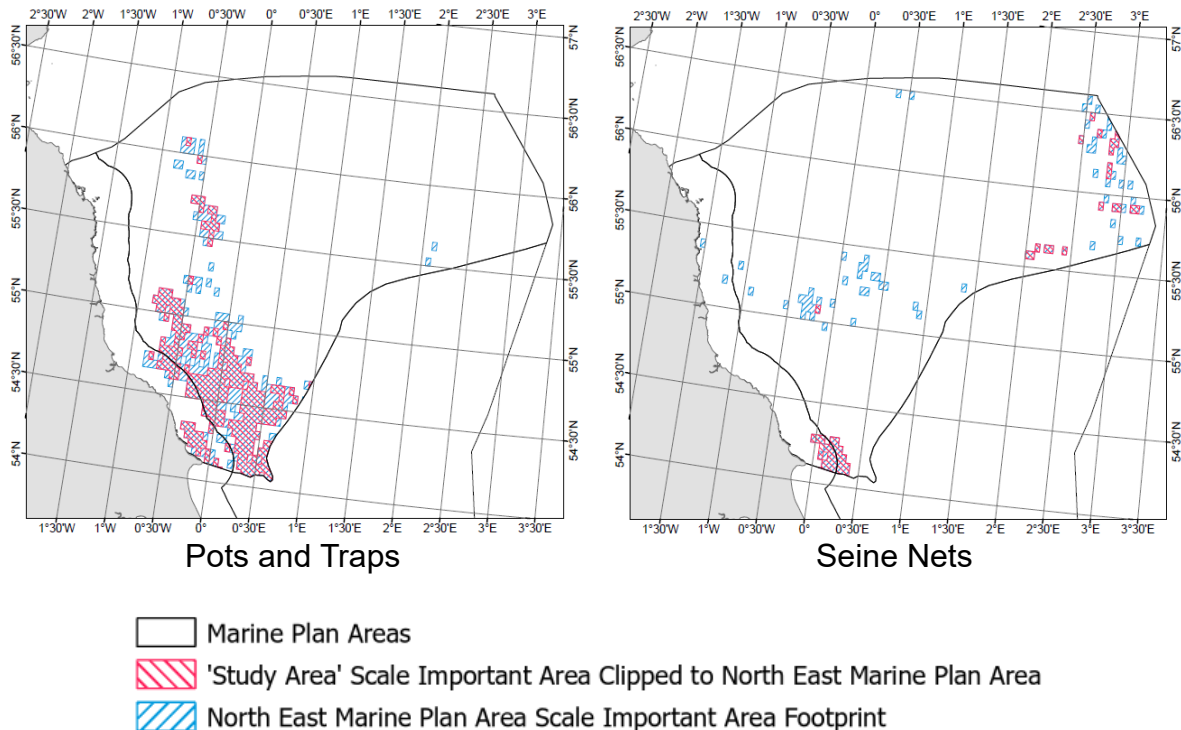 2°30'W 2°W 1°30'W 1°W 0°30'W 0° 0°30'E 1°E 1°30'E 2°E 2°30'E
2°30'W 2°W 1°30'W 1°W 0°30'W 0° 0°30'E 1°E 1°30'E 2°E 2°30'E 3°E
56°30'N 57°N 56°30'N 57°N
56°N 56°30'N 56°N 56°30'N
55°30'N 56°N 55°30'N 56°N
55°N 55°30'N 55°N 55°30'N
54°30'N 55°N 54°30'N 55°N
54°N 54°30'N 54°N 54°30'N
1°30'W 1°W 0°30'W 0° 0°30'E 1°E 1°30'E 2°E 2°30'E 3°E 3°30'E
1°30'W 1°W 0°30'W 0° 0°30'E 1°E 1°30'E 2°E 2°30'E 3°E 3°30'E
Pots and Traps
Seine Nets
Marine Plan Areas
'Study Area' Scale Important Area Clipped to North East Marine Plan Area
North East Marine Plan Area Scale Important Area Footprint